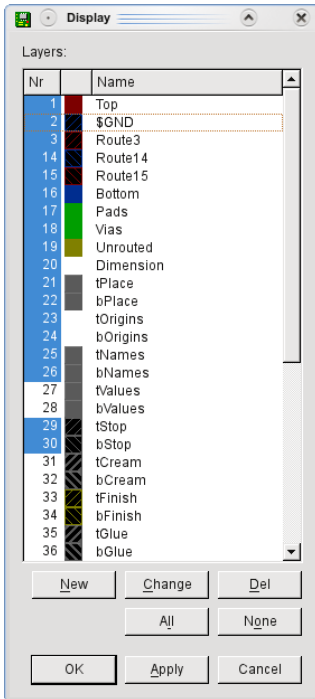 Display
Layers:
Nr Name
1 Top
2 $GND
3 Route3
14 Route14
15 Route15
16 Bottom
17 Pads
18 Vias
19 Unrouted
20 Dimension
21 tPlace
22 bPlace
23 tOrigins
24 bOrigins
25 tNames
26 bNames
27 tValues
28 bValues
29 tStop
30 bStop
31 tCream
32 bCream
33 tFinish
34 bFinish
35 tGlue
36 bGlue
New Change Del
All None
OK Apply Cancel